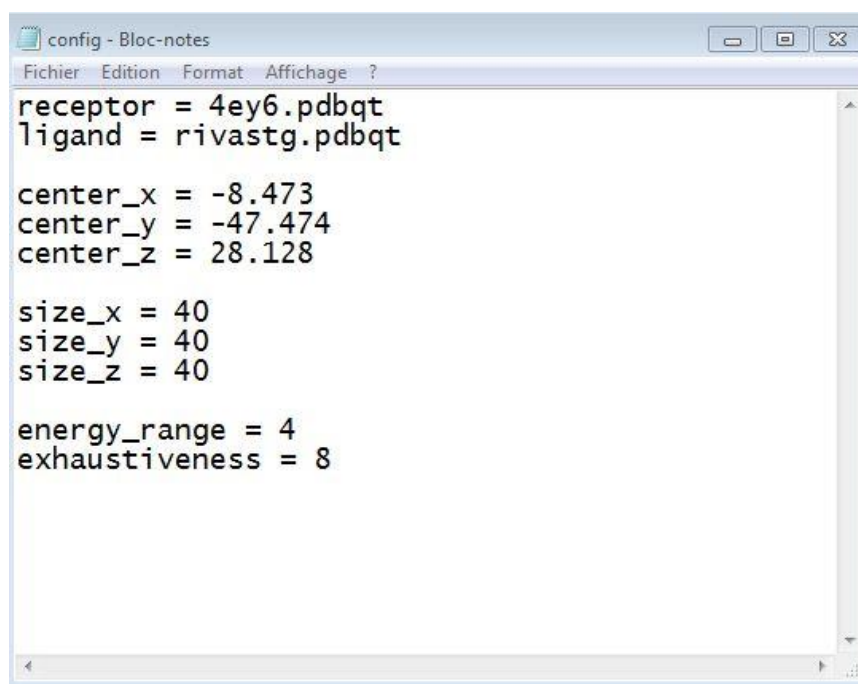 config - Bloc-notes
Fichier Edition Format Affichage ?
receptor = 4ey6.pdbqt
ligand = rivastg.pdbqt
center_x = -8.473
center_y = -47.474
center_z = 28.128
size_x = 40
size_y = 40
size_z = 40
energy_range = 4
exhaustiveness = 8